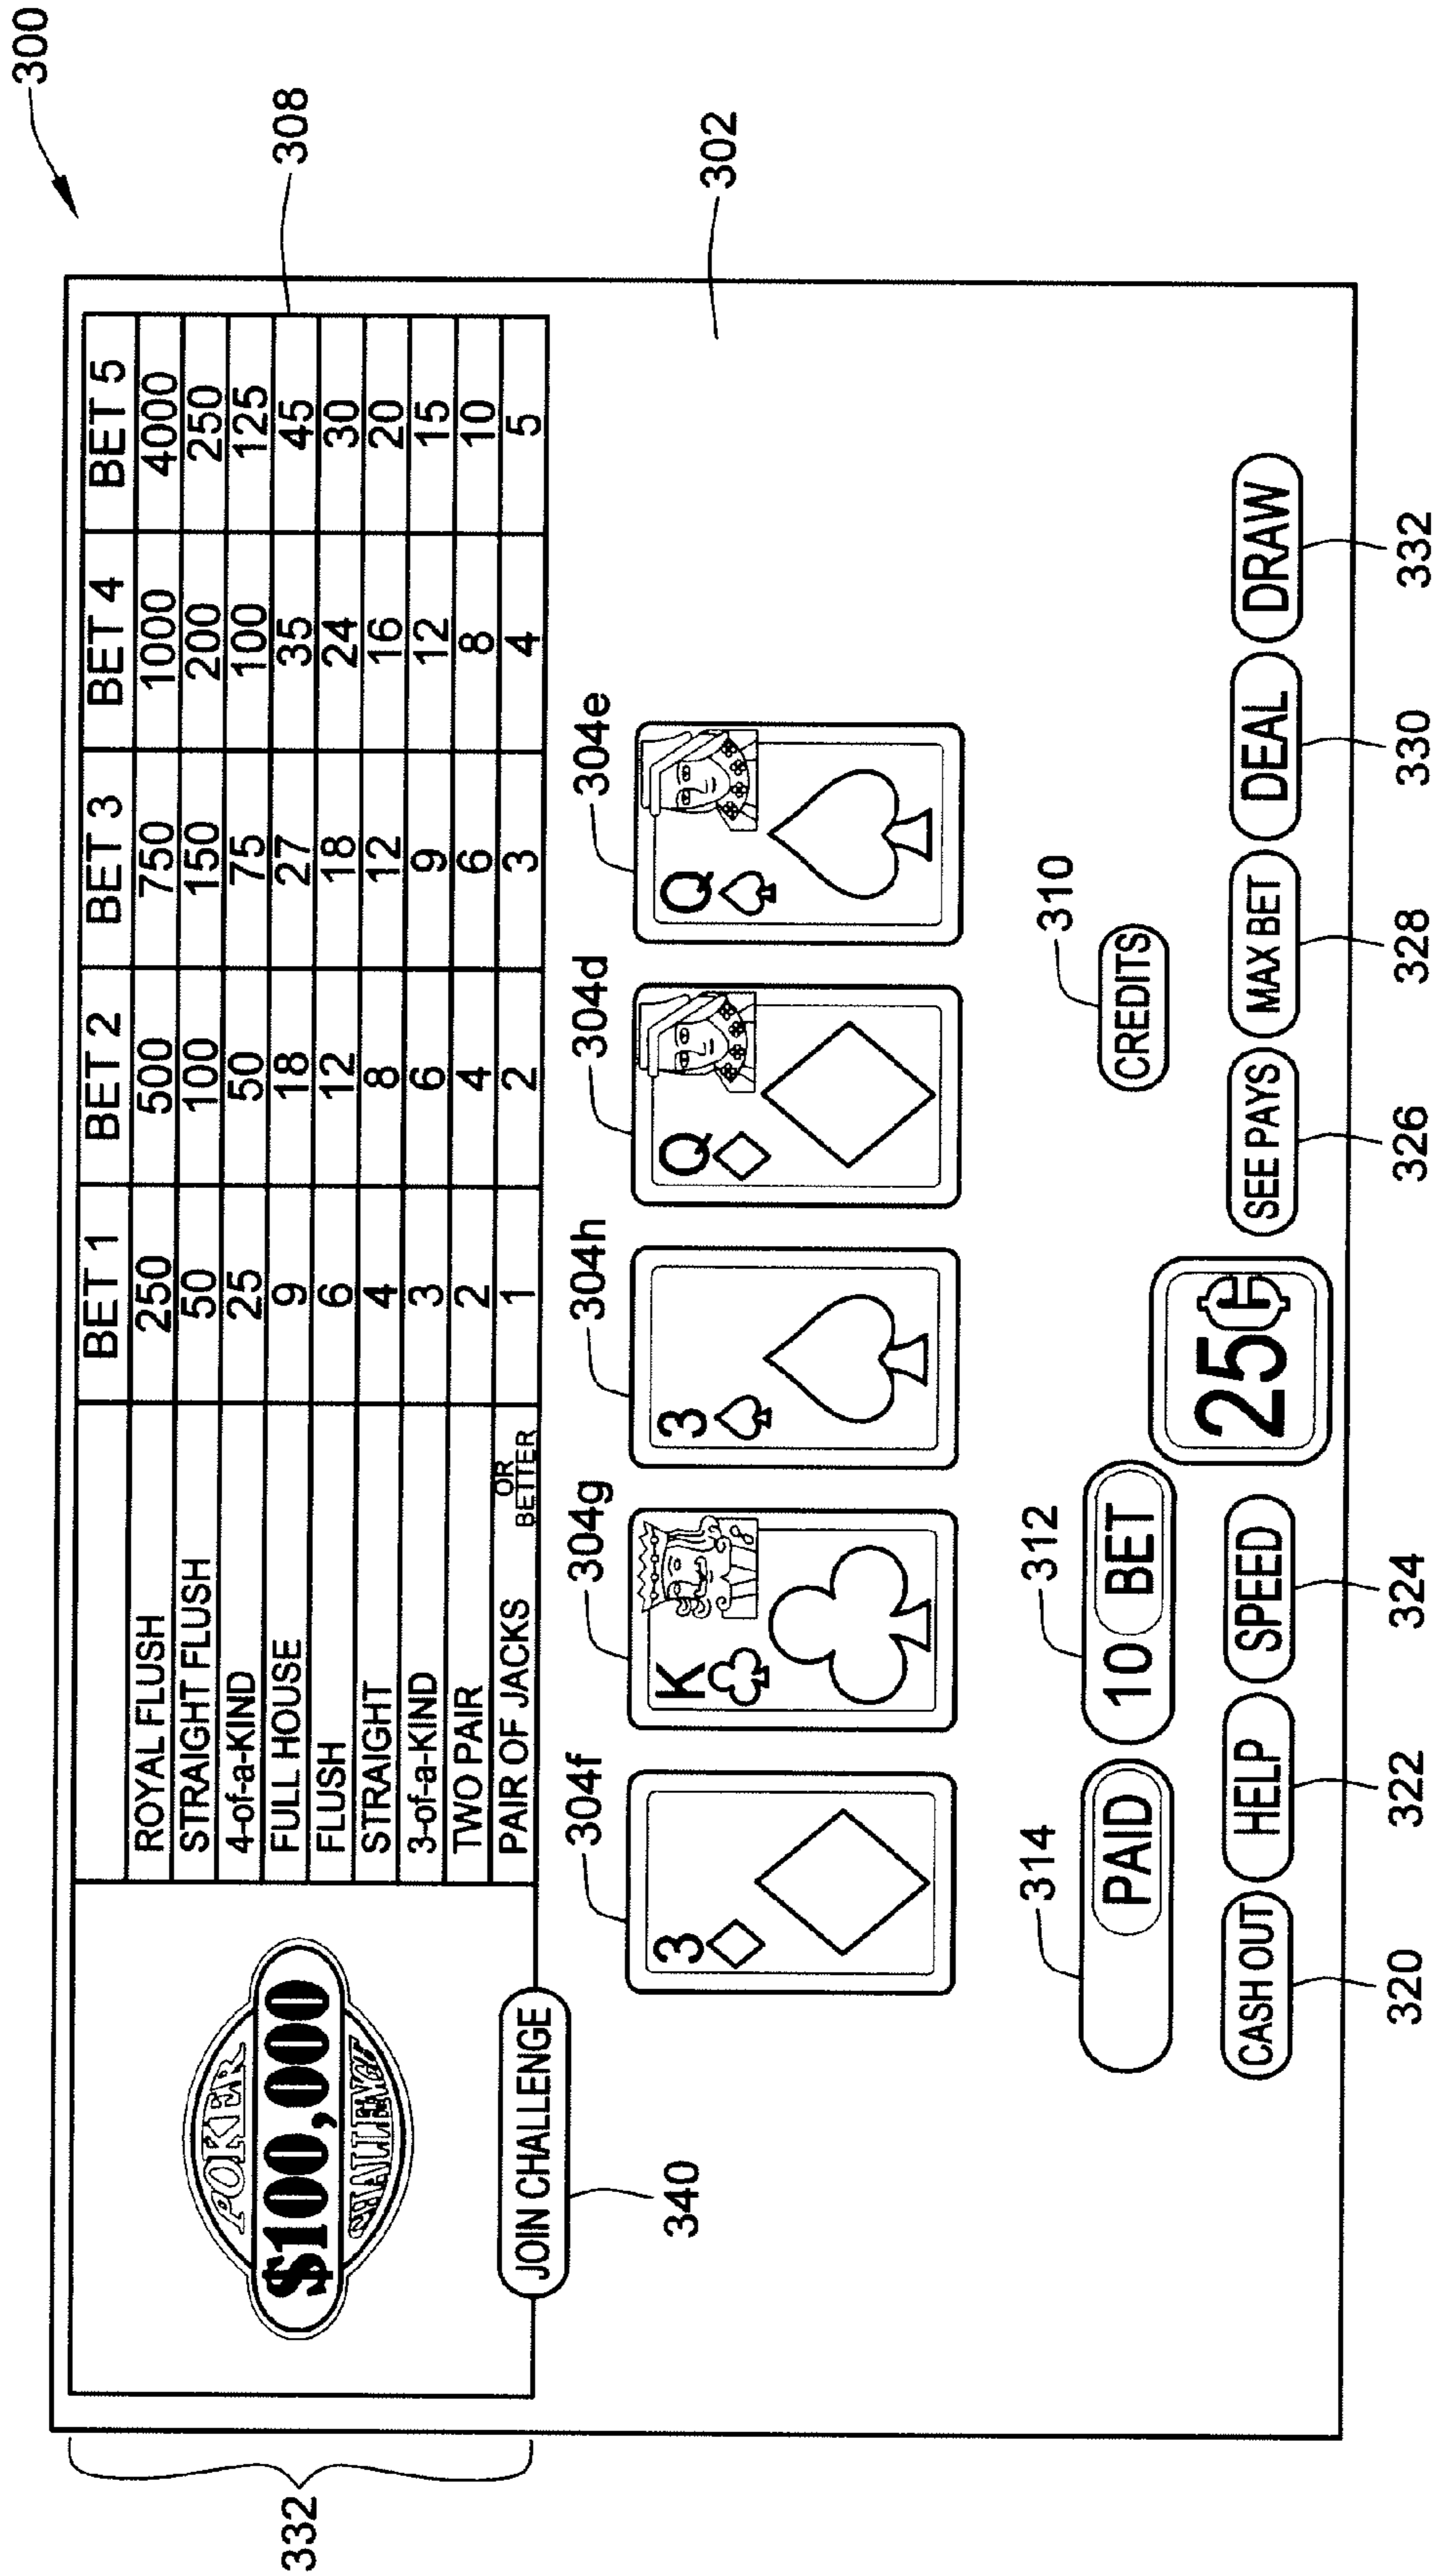 300
332
308
POKER
$100,000
CHALLENGE
JOIN CHALLENGE
340
BET 1 BET 2 BET 3 BET 4 BET 5
ROYAL FLUSH 250 500 750 1000 4000
STRAIGHT FLUSH 50 100 150 200 250
4-of-a-KIND 25 50 75 100 125
FULL HOUSE 9 18 27 35 45
FLUSH 6 12 18 24 30
STRAIGHT 4 8 12 16 20
3-of-a-KIND 3 6 9 12 15
TWO PAIR 2 4 6 8 10
PAIR OF JACKS OR BETTER 1 2 3 4 5
304f 304g 304h 304d 304e
302
3 K 3 Q Q
314 312 310
PAID 10 BET CREDITS
25¢
CASH OUT HELP SPEED SEE PAYS MAX BET DEAL DRAW
320 322 324 326 328 330 332